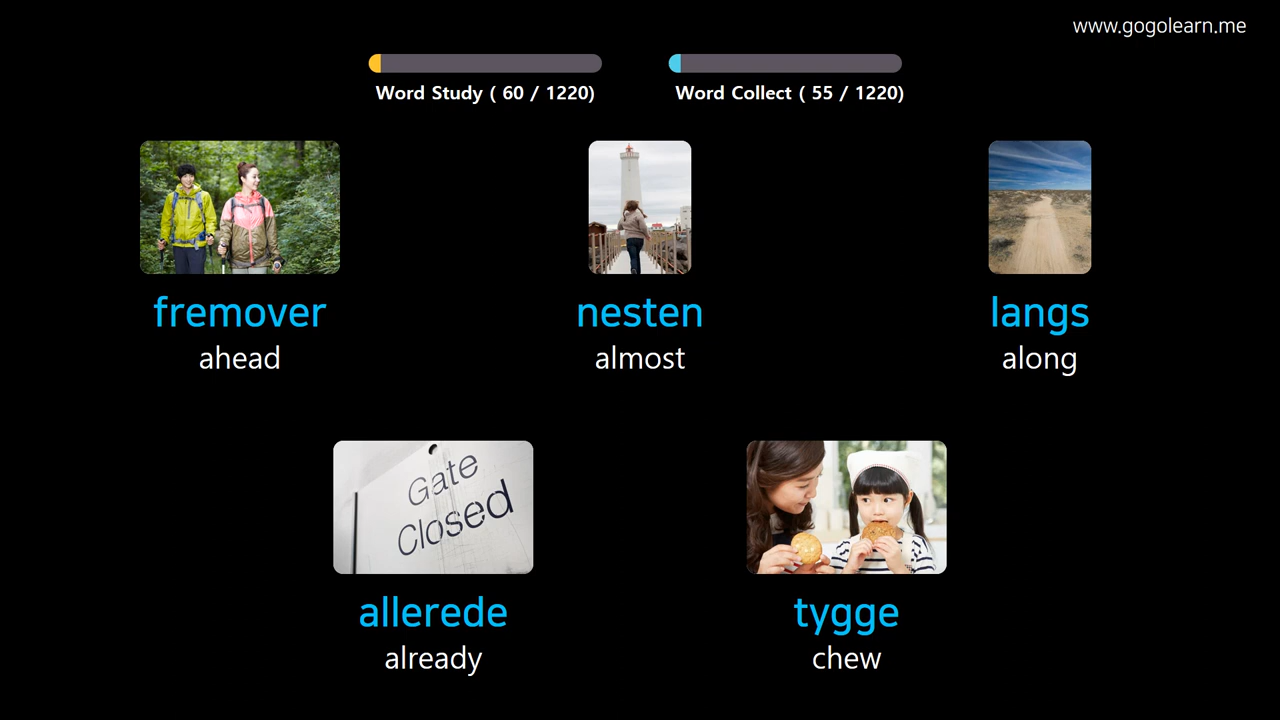 www.gogolearn.me
Word Study ( 60 / 1220)
Word Collect ( 55 / 1220)
fremover
ahead
nesten
almost
langs
along
Gate
Closed
allerede
already
tygge
chew